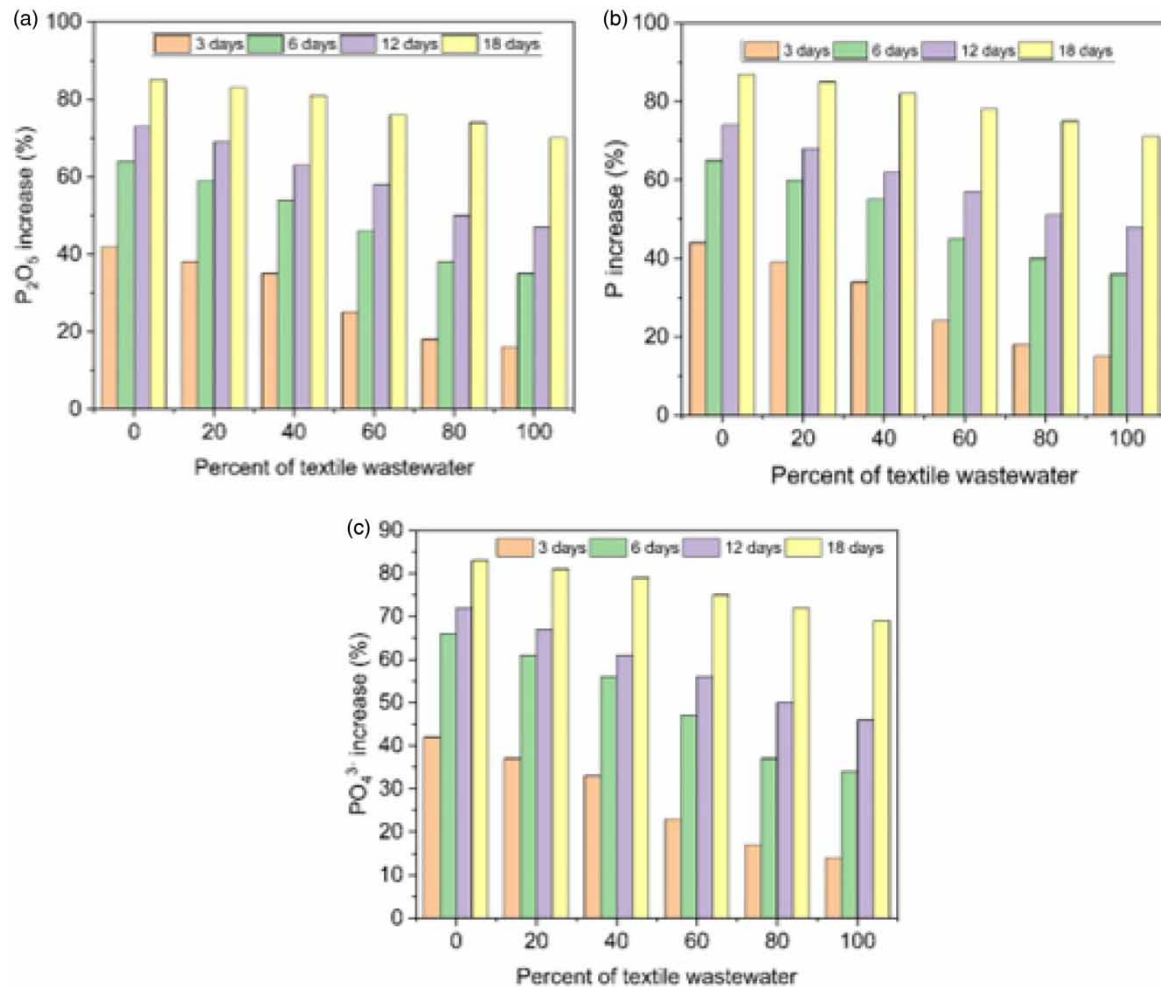 (a)
100
80
60
40
20
0
P₂O₅ increase (%)
3 days 6 days 12 days 18 days
0 20 40 60 80 100
Percent of textile wastewater
(b)
100
80
60
40
20
0
P increase (%)
3 days 6 days 12 days 18 days
0 20 40 60 80 100
Percent of textile wastewater
(c)
90
80
70
60
50
40
30
20
10
0
PO₄³⁻ increase (%)
3 days 6 days 12 days 18 days
0 20 40 60 80 100
Percent of textile wastewater